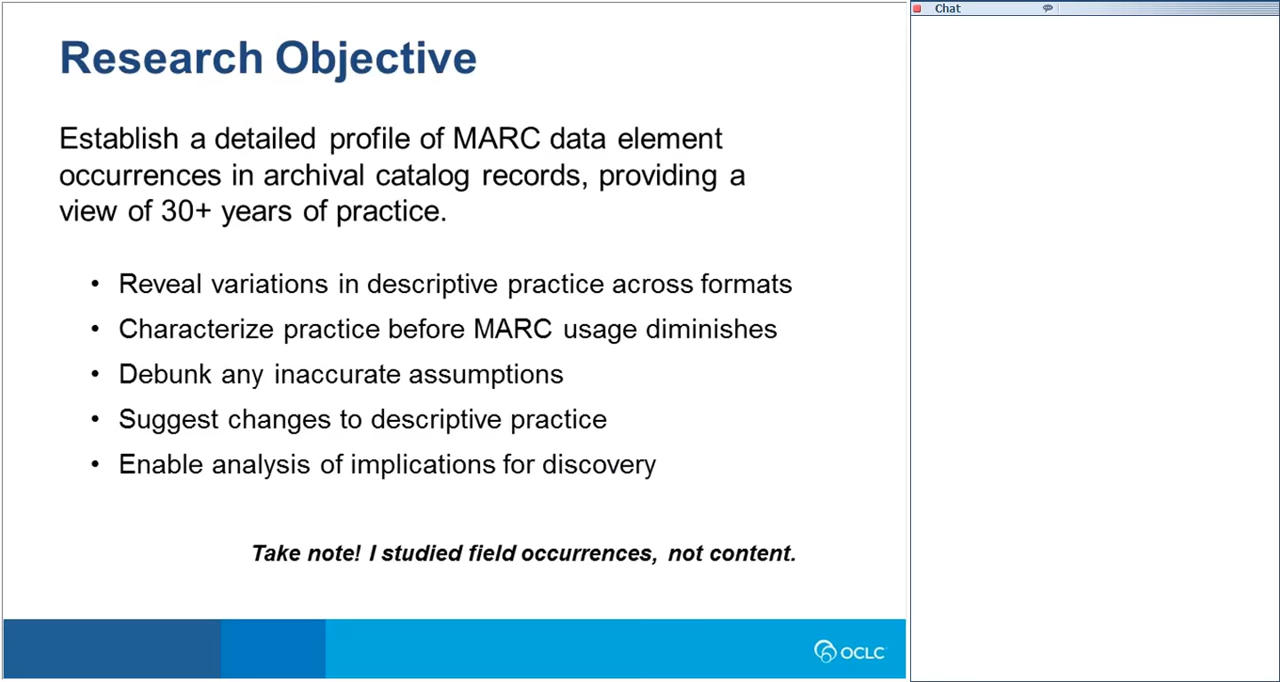 Research Objective
Establish a detailed profile of MARC data element
occurrences in archival catalog records, providing a
view of 30+ years of practice.
• Reveal variations in descriptive practice across formats
• Characterize practice before MARC usage diminishes
• Debunk any inaccurate assumptions
• Suggest changes to descriptive practice
• Enable analysis of implications for discovery
Take note! I studied field occurrences, not content.
OCLC
Chat